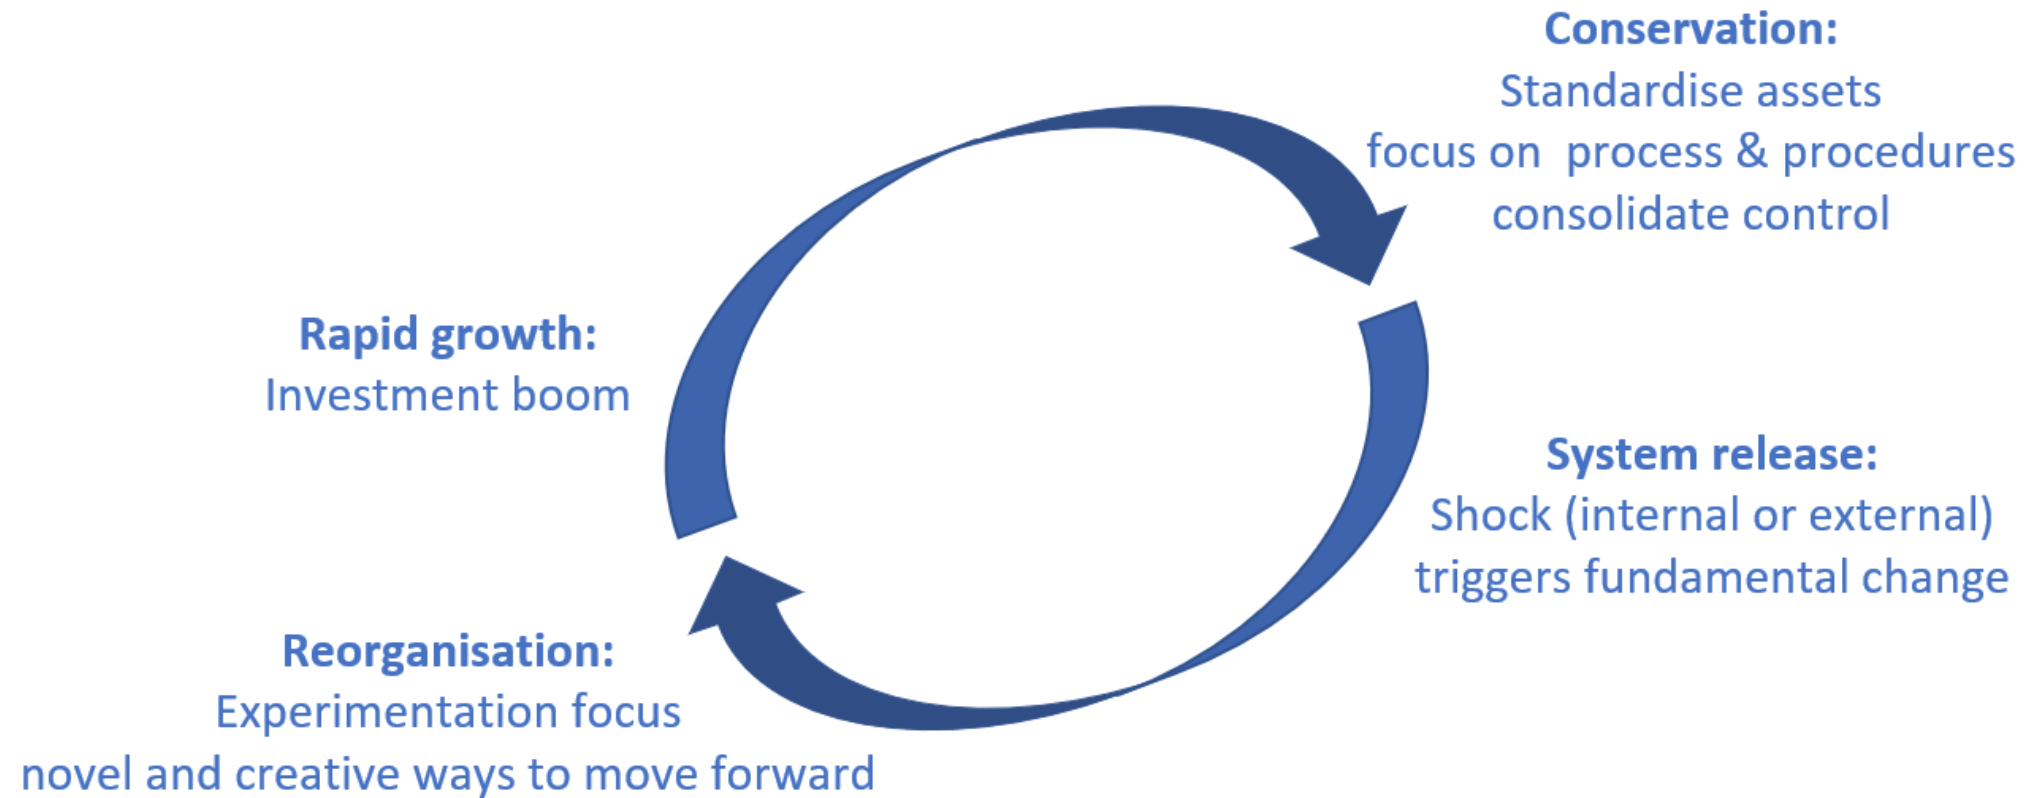 Conservation:
Standardise assets
focus on  process & procedures
consolidate control
Rapid growth:
Investment boom
System release:
Shock (internal or external)
triggers fundamental change
Reorganisation:
Experimentation focus
novel and creative ways to move forward